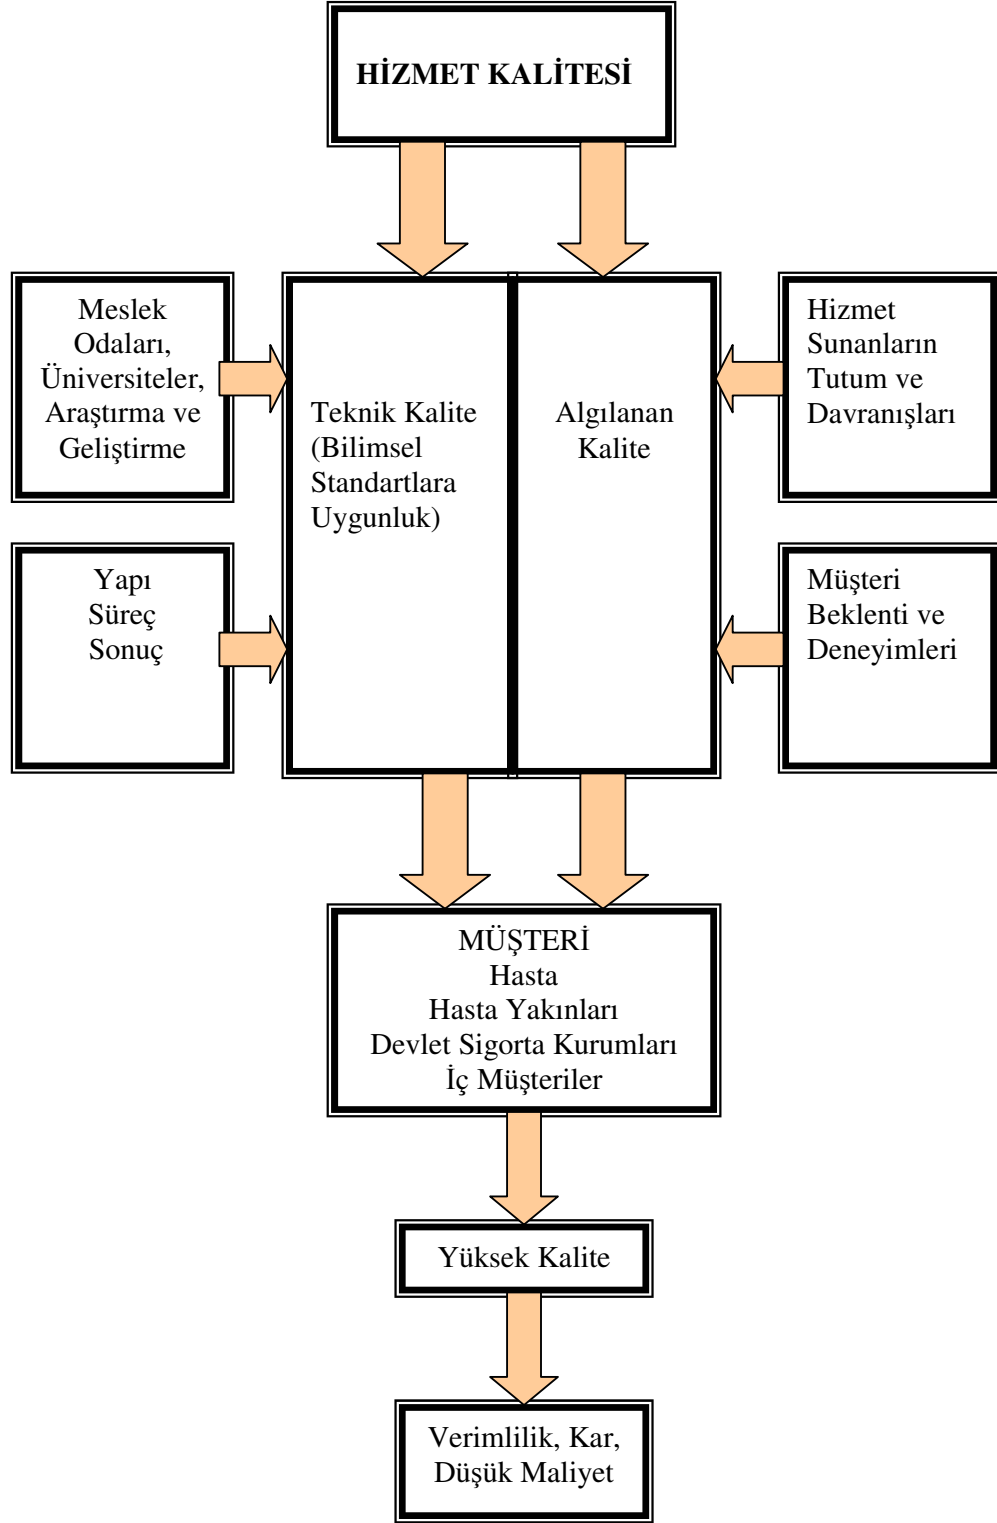 HİZMET KALİTESİ
Meslek
Odaları,
Üniversiteler,
Araştırma ve
Geliştirme
Teknik Kalite
(Bilimsel
Standartlara
Uygunluk)
Algılanan
Kalite
Hizmet
Sunanların
Tutum ve
Davranışları
Yapı
Süreç
Sonuç
Müşteri
Beklenti ve
Deneyimleri
MÜŞTERİ
Hasta
Hasta Yakınları
Devlet Sigorta Kurumları
İç Müşteriler
Yüksek Kalite
Verimlilik, Kar,
Düşük Maliyet